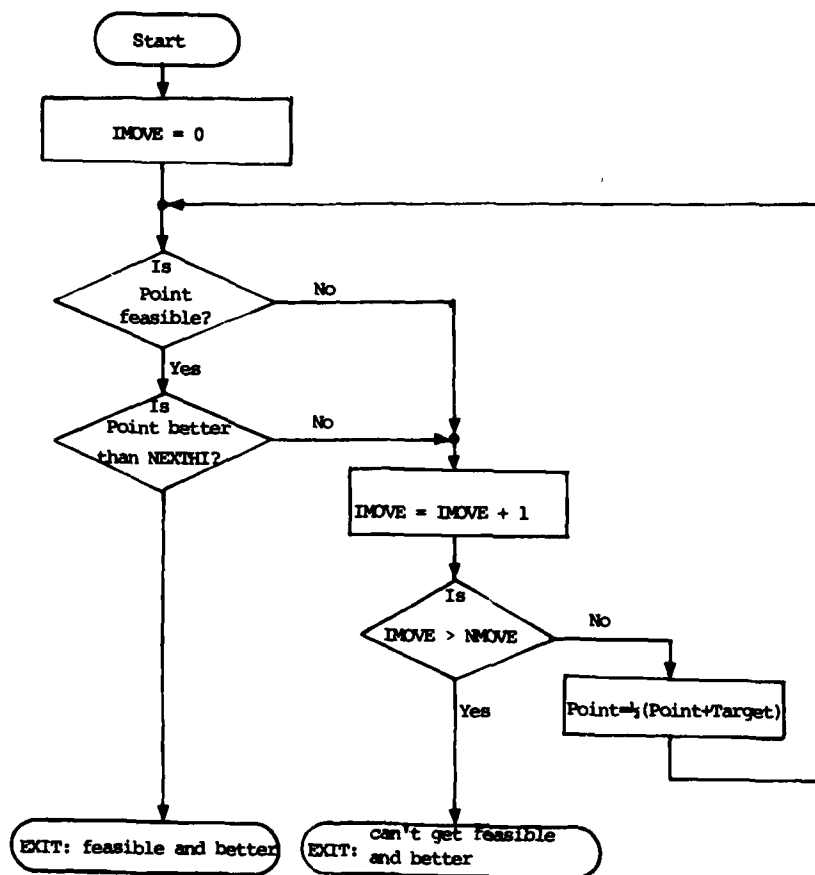 Start
IMOVE = 0
Is
Point
feasible?
No
Yes
Is
Point better
than NEXTHI?
No
IMOVE = IMOVE + 1
Is
IMOVE > NMOVE
No
Yes
Point=½(Point+Target)
EXIT: feasible and better
EXIT: can't get feasible
and better